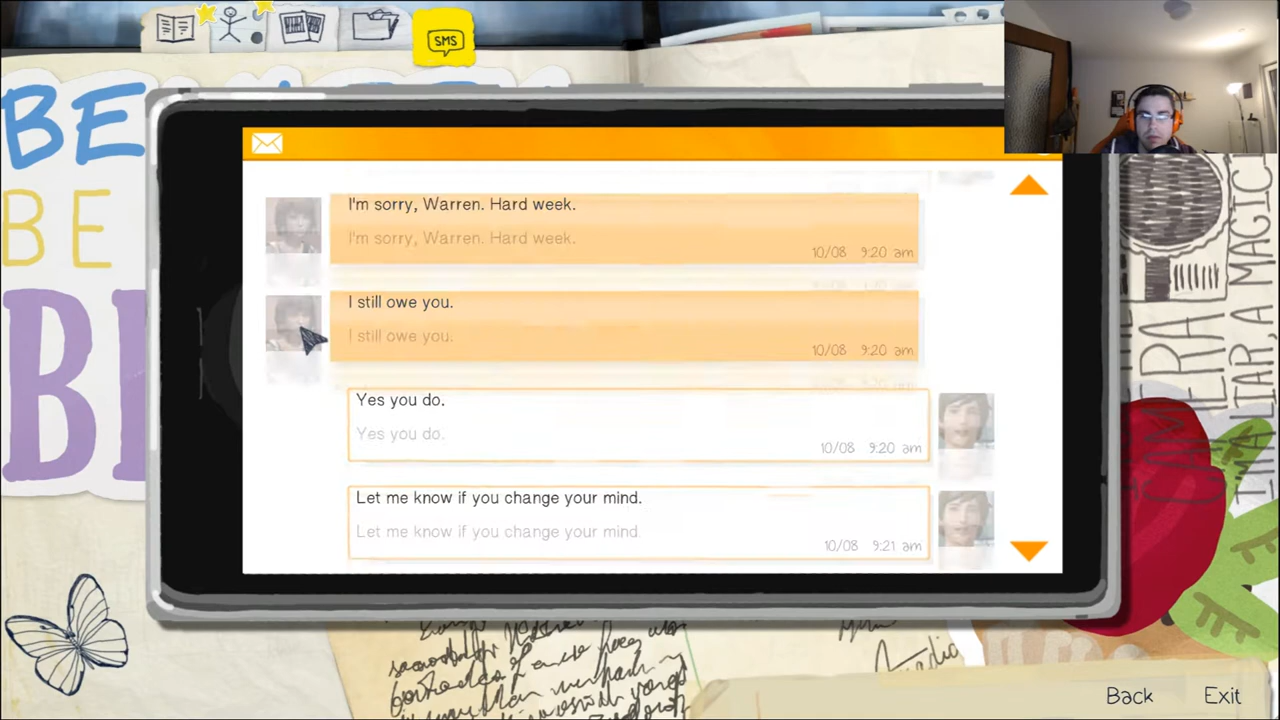 SMS
BE
BE
I'm sorry, Warren. Hard week.
I'm sorry, Warren. Hard week.
10/08 9:20 am
I still owe you.
I still owe you.
10/08 9:20 am
Yes you do.
Yes you do.
10/08 9:20 am
Let me know if you change your mind.
Let me know if you change your mind.
10/08 9:21 am
CAMERA
I'M A LIAR, A MAGIC
Back
Exit